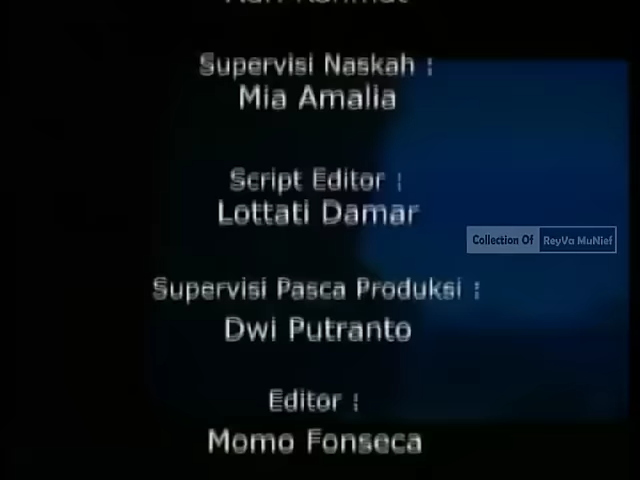 Supervisi Naskah :
Mia Amalia
Script Editor :
Lottati Damar
Collection Of ReyVa MuNief
Supervisi Pasca Produksi :
Dwi Putranto
Editor :
Momo Fonseca